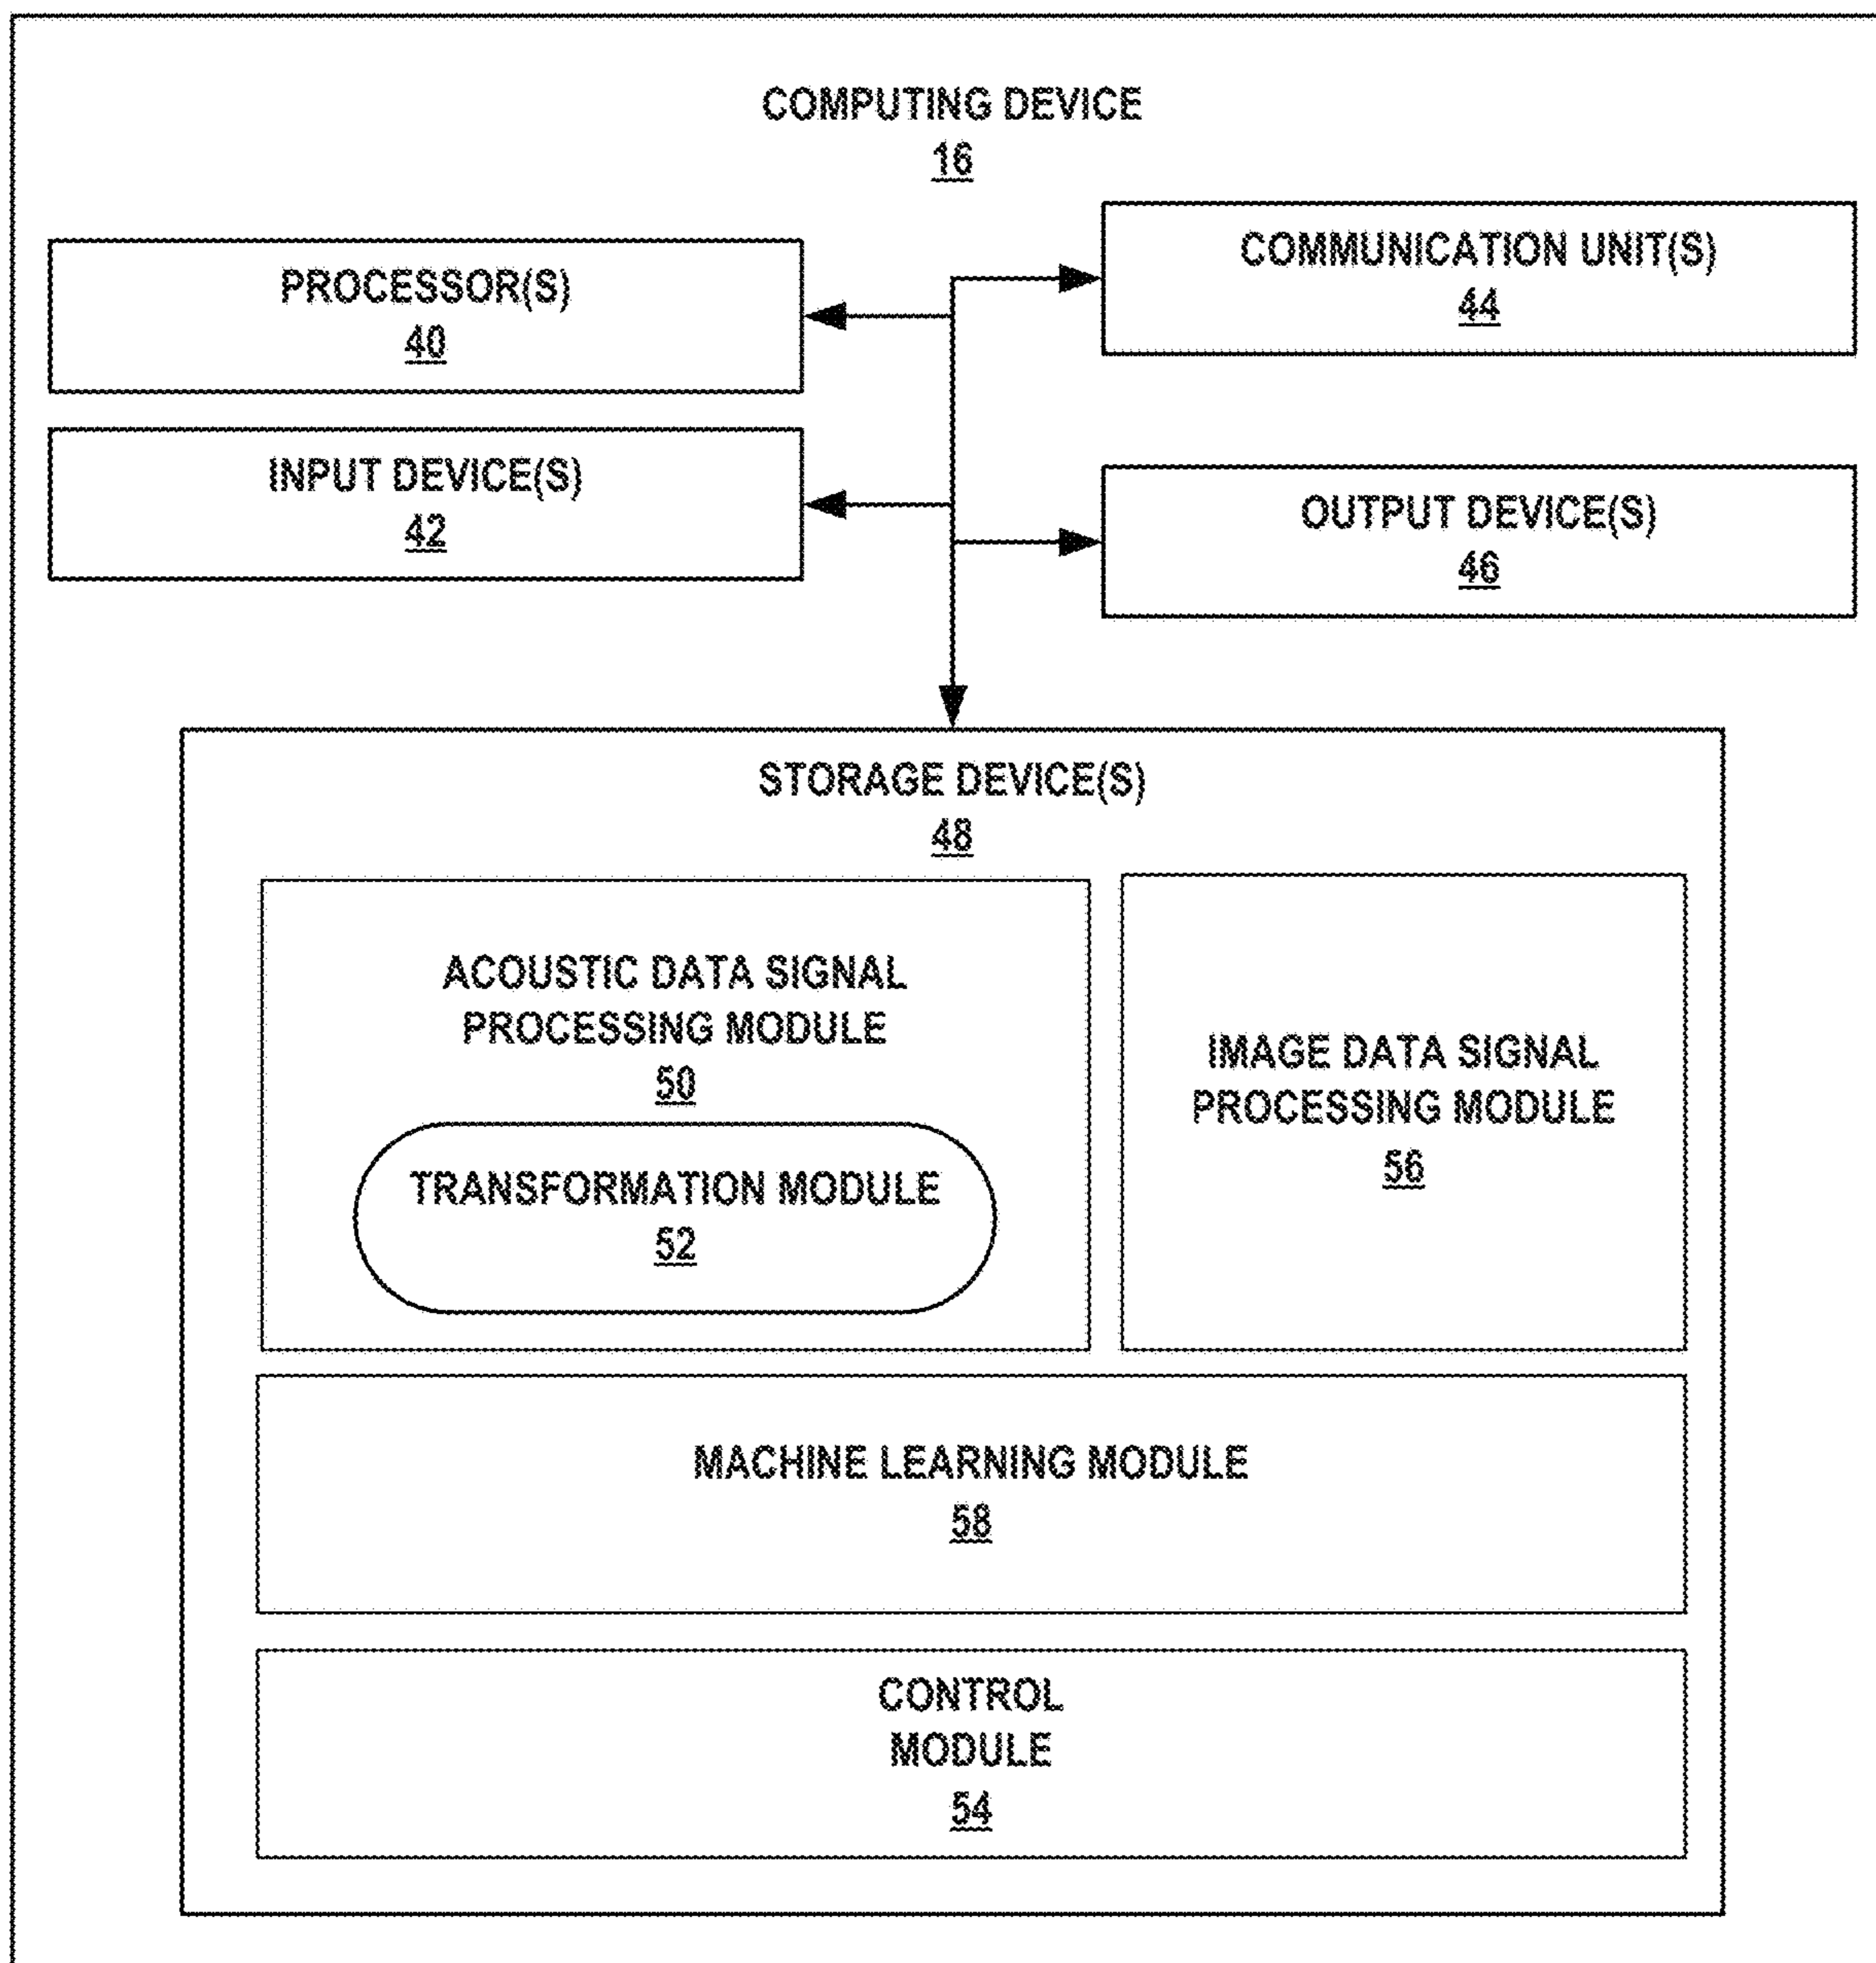 COMPUTING DEVICE
16
PROCESSOR(S)
40
COMMUNICATION UNIT(S)
44
INPUT DEVICE(S)
42
OUTPUT DEVICE(S)
46
STORAGE DEVICE(S)
48
ACOUSTIC DATA SIGNAL
PROCESSING MODULE
50
TRANSFORMATION MODULE
52
IMAGE DATA SIGNAL
PROCESSING MODULE
56
MACHINE LEARNING MODULE
58
CONTROL
MODULE
54